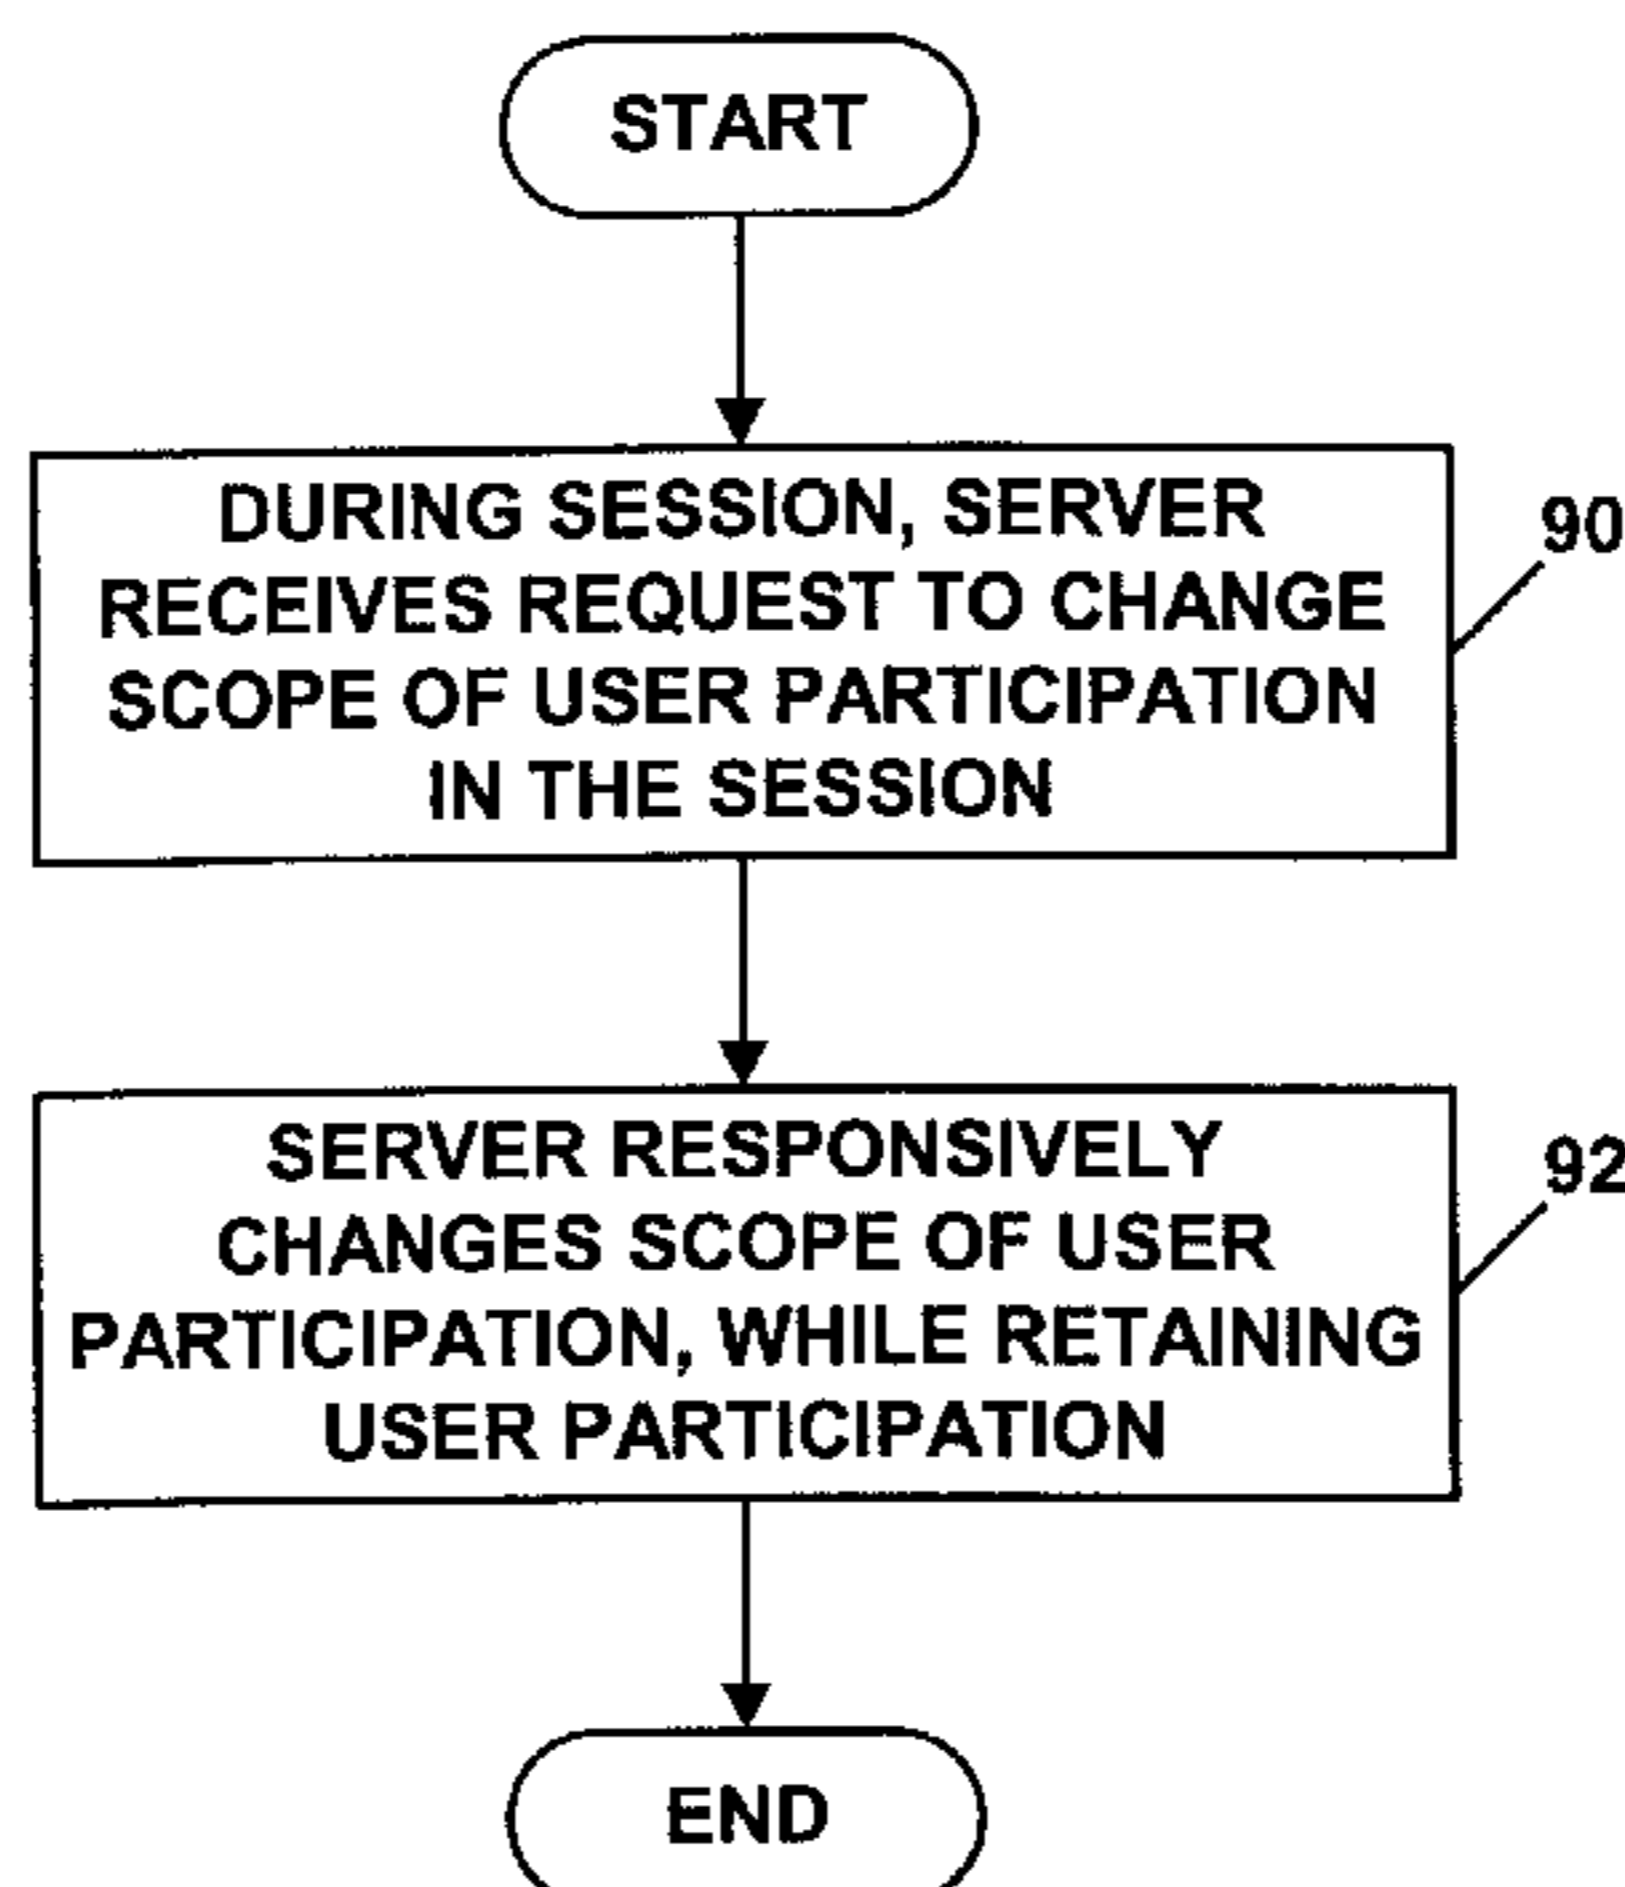 START
DURING SESSION, SERVER
RECEIVES REQUEST TO CHANGE
SCOPE OF USER PARTICIPATION
IN THE SESSION
90
SERVER RESPONSIVELY
CHANGES SCOPE OF USER
PARTICIPATION, WHILE RETAINING
USER PARTICIPATION
92
END